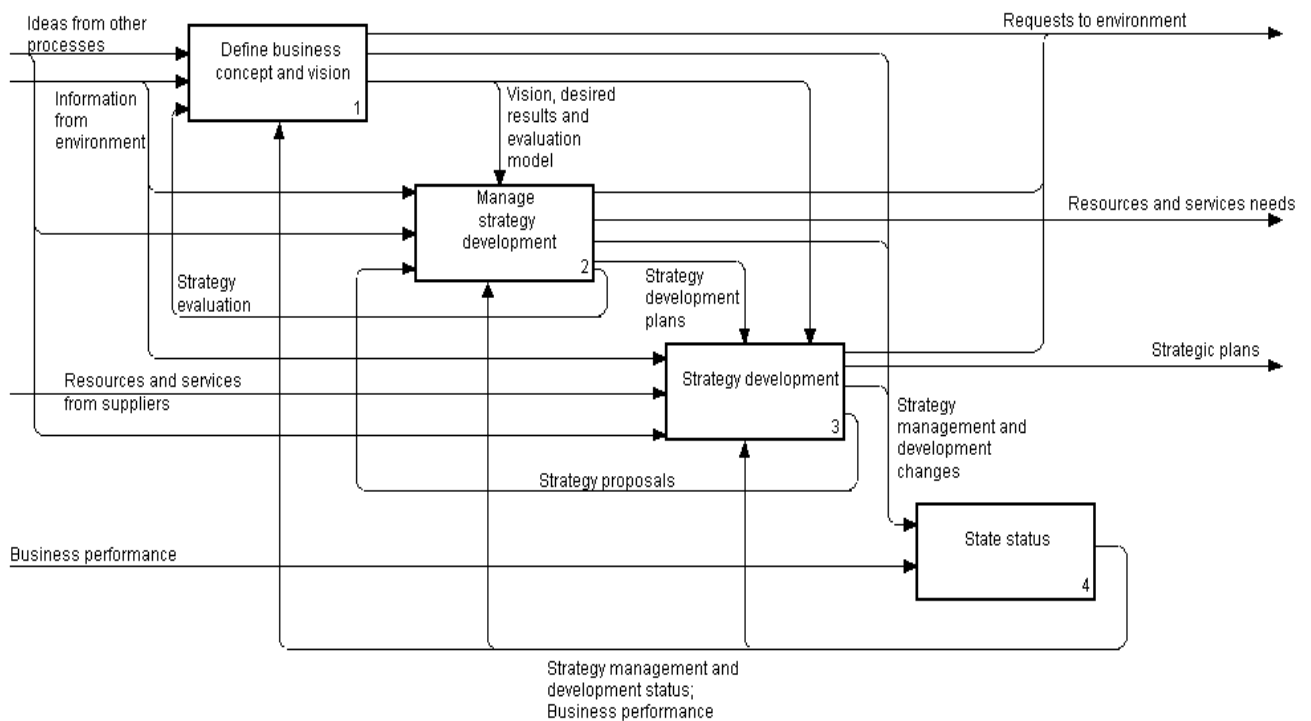 Ideas from other
processes
Requests to environment
Define business
concept and vision
1
Information
from
environment
Vision, desired
results and
evaluation
model
Manage
strategy
development
2
Resources and services needs
Strategy
evaluation
Strategy
development
plans
Strategic plans
Strategy development
3
Resources and services
from suppliers
Strategy
management and
development
changes
Strategy proposals
State status
4
Business performance
Strategy management and
development status;
Business performance